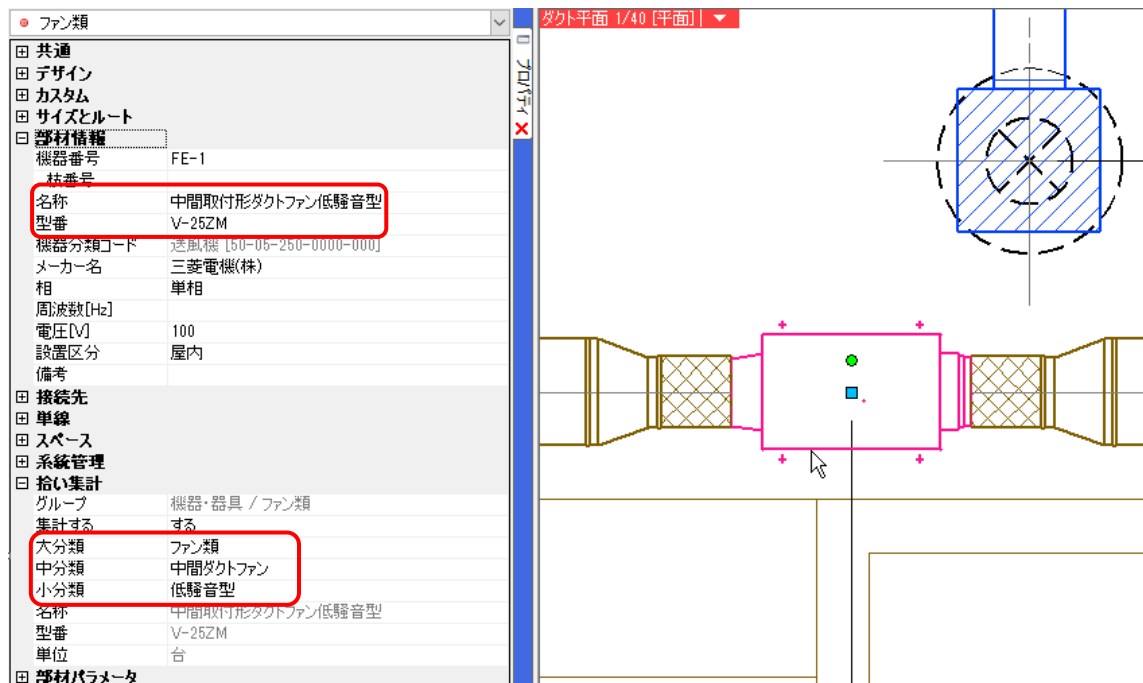 ファン類
共通
デザイン
カスタム
サイズとルート
部材情報
機器番号 FE-1
枝番号
名称 中間取付形ダクトファン低騒音型
型番 V-25ZM
機器分類コード 送風機 [50-05-250-0000-000]
メーカー名 三菱電機(株)
相 単相
周波数[Hz]
電圧[V] 100
設置区分 屋内
備考
接続先
単線
スペース
系統管理
拾い集計
グループ 機器・器具 / ファン類
集計する する
大分類 ファン類
中分類 中間ダクトファン
小分類 低騒音型
名称 中間取付形ダクトファン低騒音型
型番 V-25ZM
単位 台
部材パラメータ
プロパティ
ダクト平面 1/40 [平面]